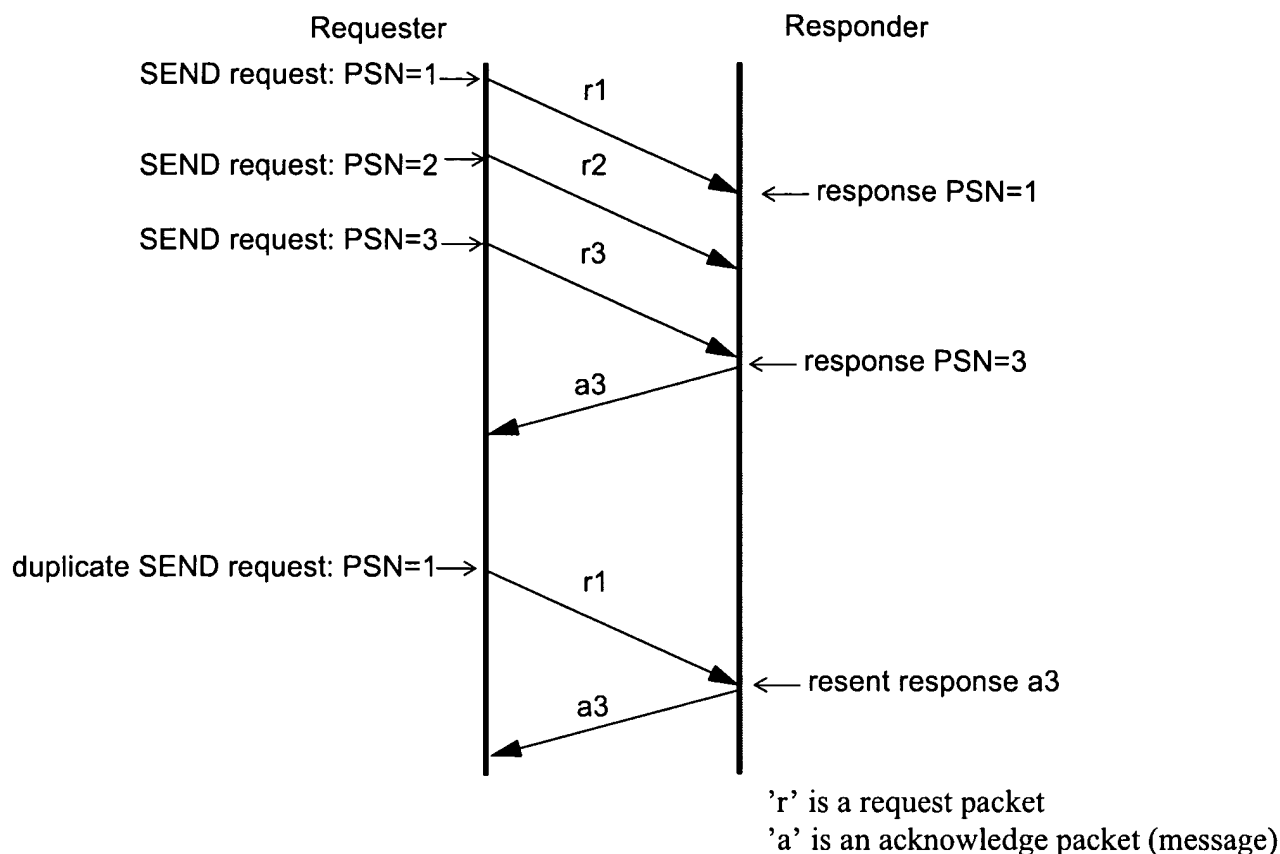 Requester
Responder
SEND request: PSN=1
r1
SEND request: PSN=2
r2
response PSN=1
SEND request: PSN=3
r3
response PSN=3
a3
duplicate SEND request: PSN=1
r1
resent response a3
a3
’r’ is a request packet
’a’ is an acknowledge packet (message)